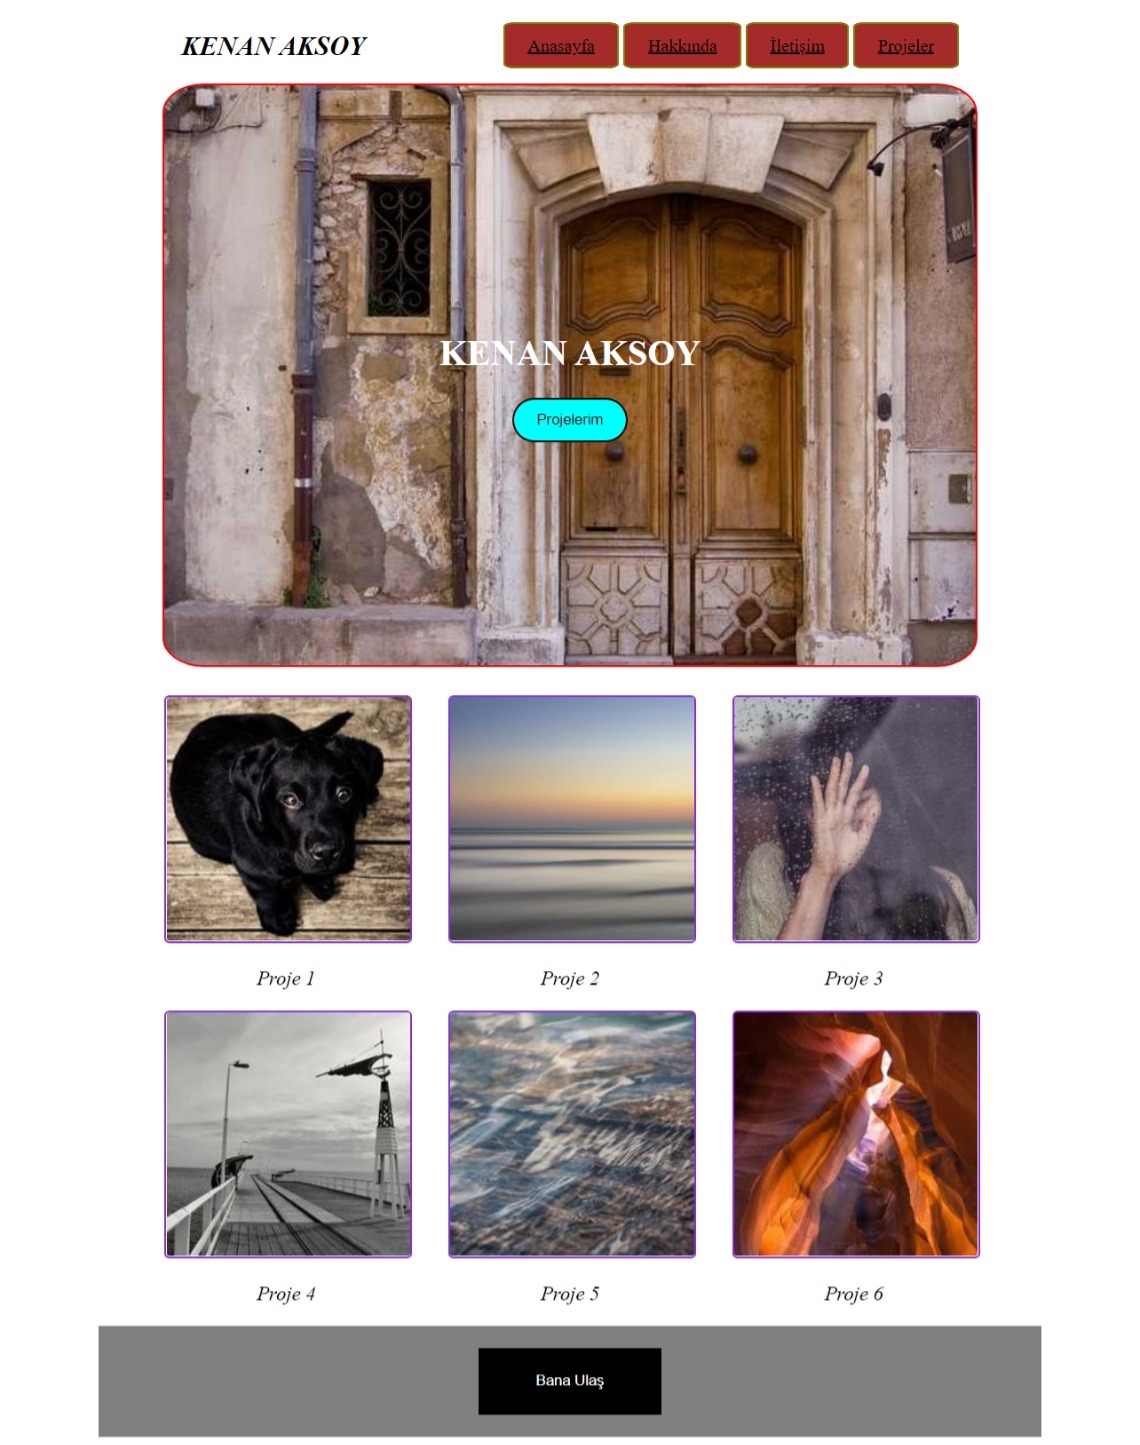 KENAN AKSOY
Anasayfa
Hakkında
İletişim
Projeler
KENAN AKSOY
Projelerim
Proje 1
Proje 2
Proje 3
Proje 4
Proje 5
Proje 6
Bana Ulaş